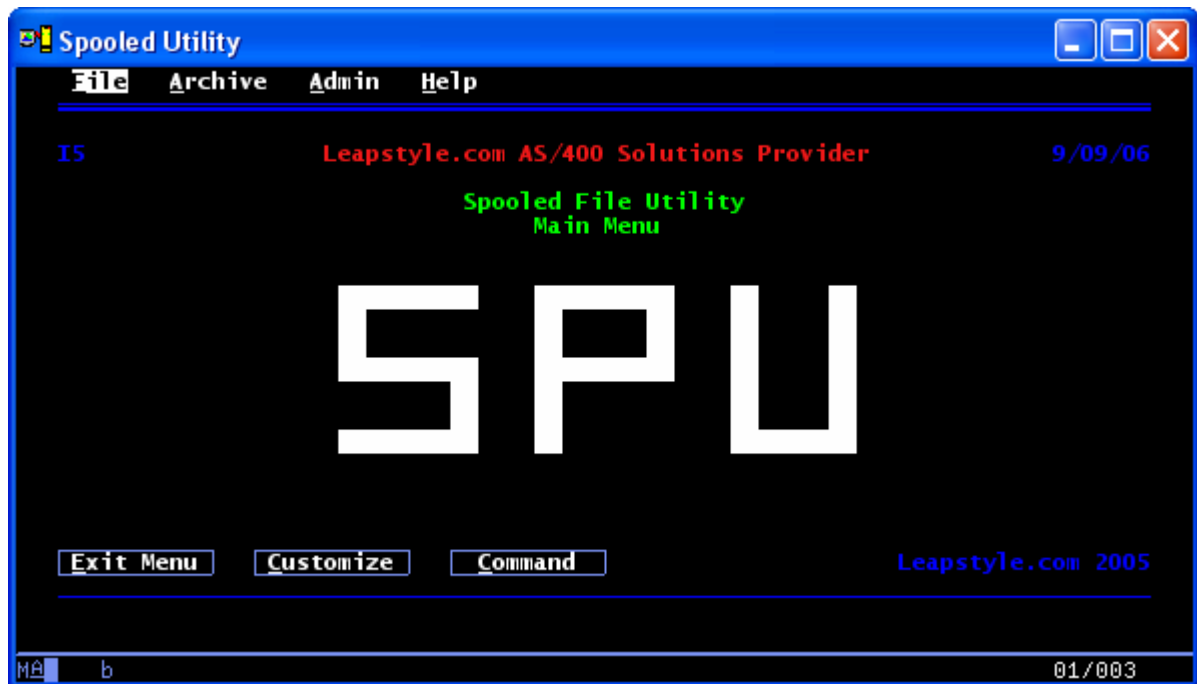 Spooled Utility
File Archive Admin Help
I5 Leapstyle.com AS/400 Solutions Provider 9/09/06
Spooled File Utility
Main Menu
SPU
Exit Menu Customize Command Leapstyle.com 2005
MA b 01/003